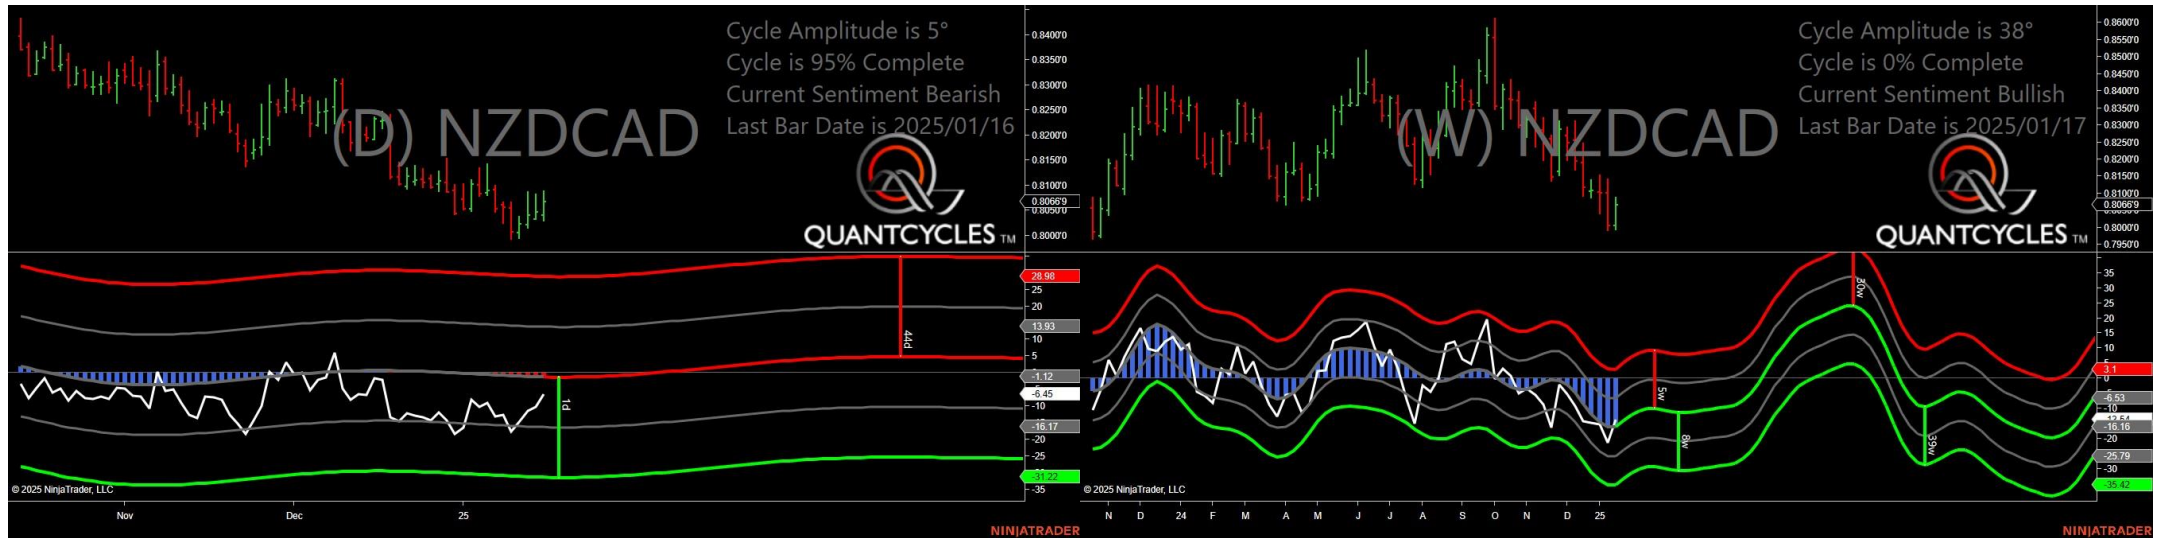 Cycle Amplitude is 5°
Cycle is 95% Complete
Current Sentiment Bearish
Last Bar Date is 2025/01/16
(D) NZDCAD
QUANTCYCLES TM
0.8400'0
0.8350'0
0.8300'0
0.8250'0
0.8200'0
0.8150'0
0.8100'0
0.8066'9
0.8050'0
0.8000'0
28.98
25
20
13.93
10
5
-1.12
-6.45
-10
-16.17
-20
-25
-31.22
-35
44d
1d
© 2025 NinjaTrader, LLC
Nov
Dec
25
NINJATRADER
Cycle Amplitude is 38°
Cycle is 0% Complete
Current Sentiment Bullish
Last Bar Date is 2025/01/17
(W) NZDCAD
QUANTCYCLES TM
0.8600'0
0.8550'0
0.8500'0
0.8450'0
0.8400'0
0.8350'0
0.8300'0
0.8250'0
0.8200'0
0.8150'0
0.8100'0
0.8066'9
0.8000'0
0.7950'0
35
30
25
20
15
10
5
3.1
0
-6.53
-10
-16.16
-20
-25.79
-30
-35.42
5w
8w
30w
39w
© 2025 NinjaTrader, LLC
N D 24 F M A M J J A S O N D 25
NINJATRADER